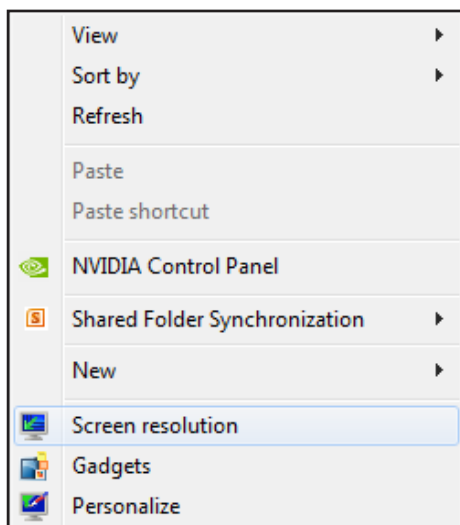 View
Sort by
Refresh
Paste
Paste shortcut
NVIDIA Control Panel
S Shared Folder Synchronization
New
Screen resolution
Gadgets
Personalize